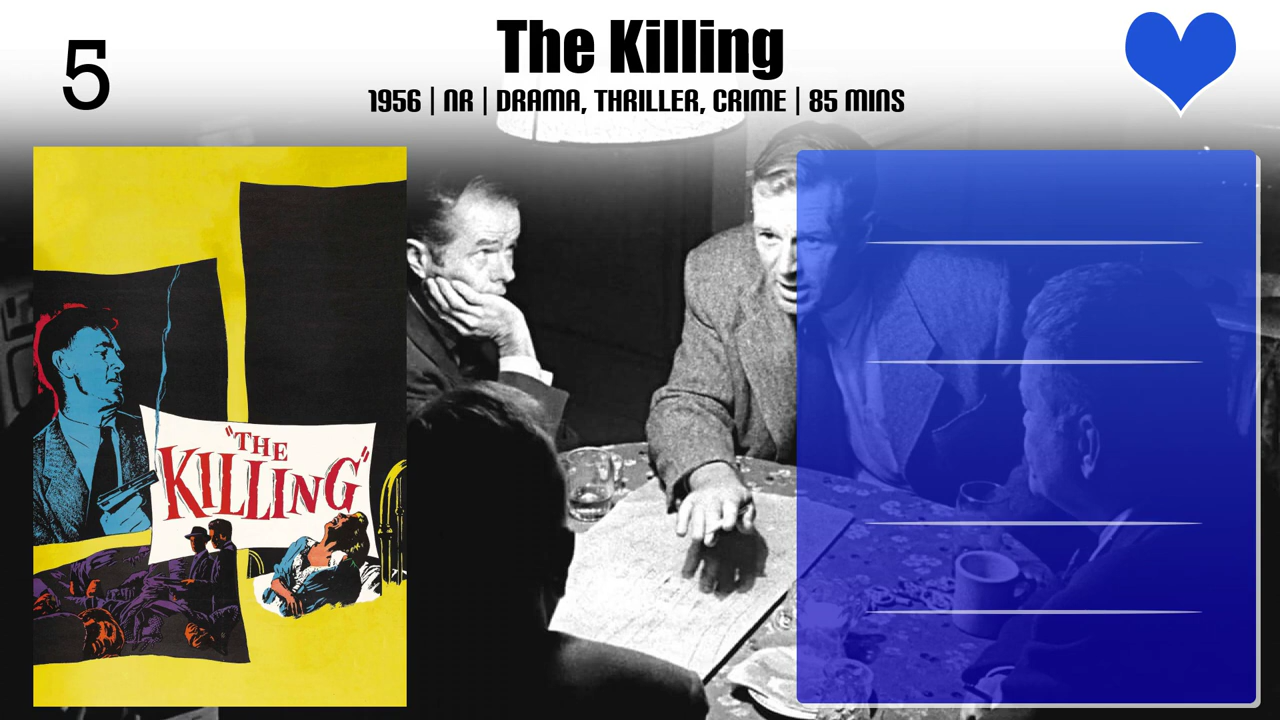 5
The Killing
1956 | NR | DRAMA, THRILLER, CRIME | 85 MINS
"THE
KILLING"